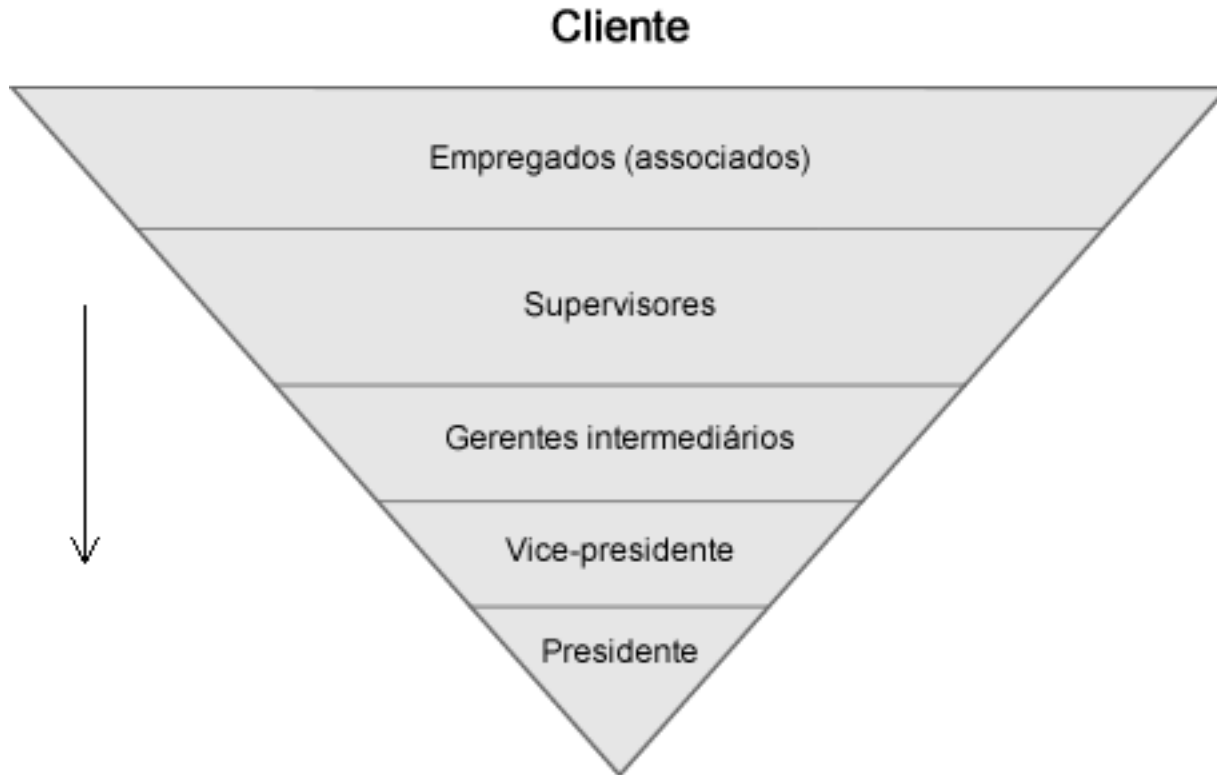 Cliente
Empregados (associados)
Supervisores
Gerentes intermediários
Vice-presidente
Presidente